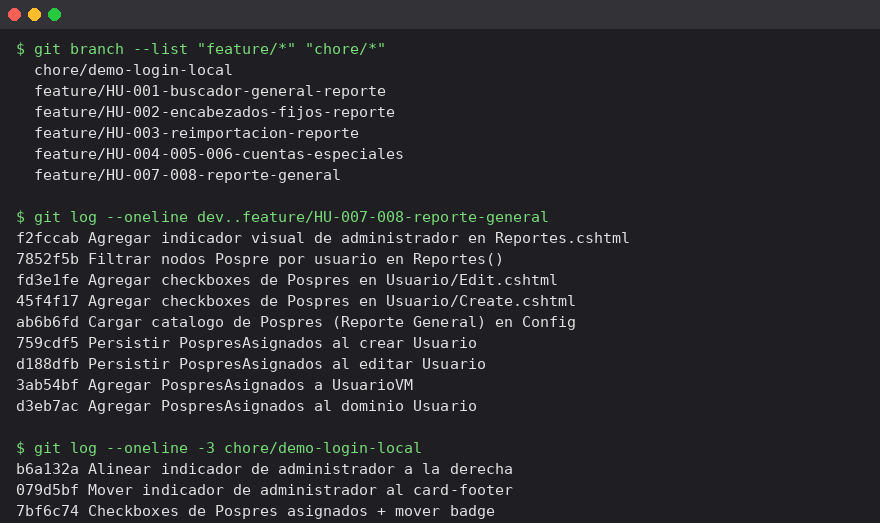 $ git branch --list "feature/*" "chore/*"
chore/demo-login-local
feature/HU-001-buscador-general-reporte
feature/HU-002-encabezados-fijos-reporte
feature/HU-003-reimportacion-reporte
feature/HU-004-005-006-cuentas-especiales
feature/HU-007-008-reporte-general
$ git log --oneline dev..feature/HU-007-008-reporte-general
f2fccab Agregar indicador visual de administrador en Reportes.cshtml
7852f5b Filtrar nodos Pospre por usuario en Reportes()
fd3e1fe Agregar checkboxes de Pospres en Usuario/Edit.cshtml
45f4f17 Agregar checkboxes de Pospres en Usuario/Create.cshtml
ab6b6fd Cargar catalogo de Pospres (Reporte General) en Config
759cdf5 Persistir PospresAsignados al crear Usuario
d188dfb Persistir PospresAsignados al editar Usuario
3ab54bf Agregar PospresAsignados a UsuarioVM
d3eb7ac Agregar PospresAsignados al dominio Usuario
$ git log --oneline -3 chore/demo-login-local
b6a132a Alinear indicador de administrador a la derecha
079d5bf Mover indicador de administrador al card-footer
7bf6c74 Checkboxes de Pospres asignados + mover badge